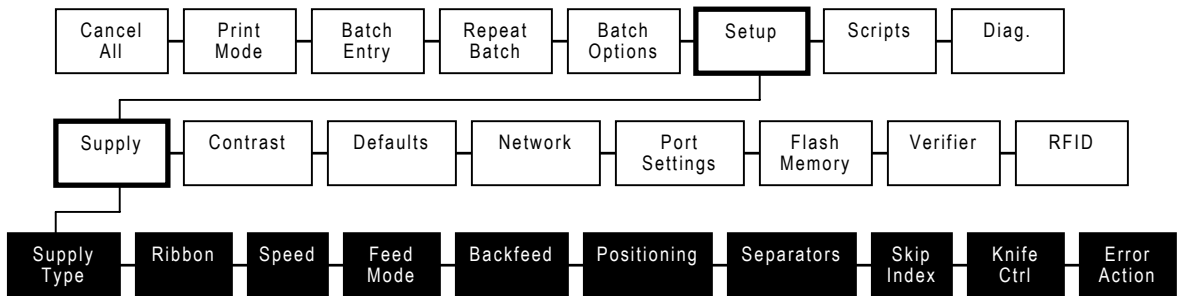 Cancel All
Print Mode
Batch Entry
Repeat Batch
Batch Options
Setup
Scripts
Diag.
Supply
Contrast
Defaults
Network
Port Settings
Flash Memory
Verifier
RFID
Supply Type
Ribbon
Speed
Feed Mode
Backfeed
Positioning
Separators
Skip Index
Knife Ctrl
Error Action